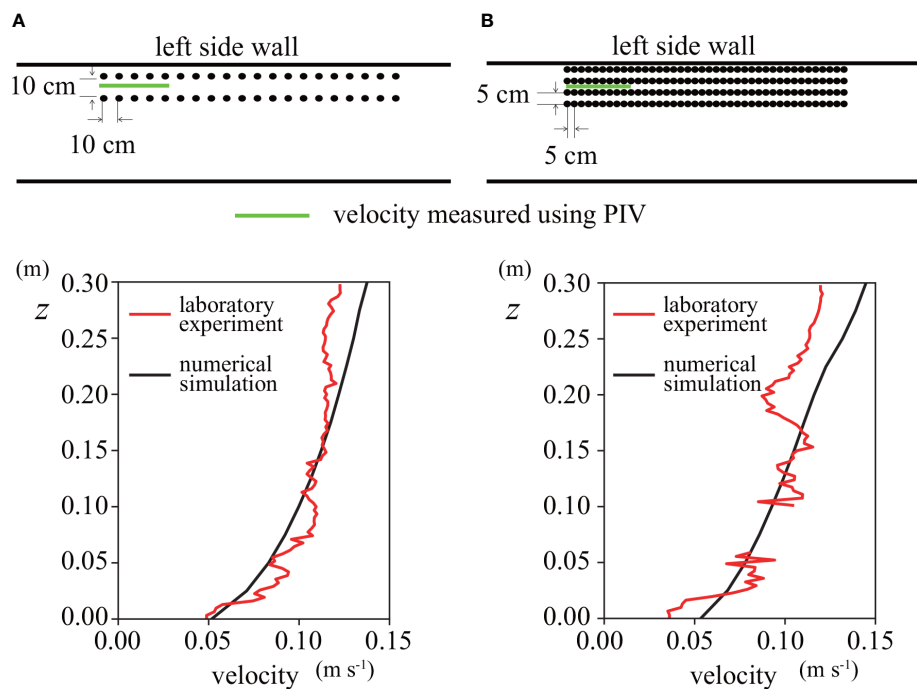 A
left side wall
10 cm
10 cm
B
left side wall
5 cm
5 cm
velocity measured using PIV
(m)
z
0.30
0.25
0.20
0.15
0.10
0.05
0.00
laboratory
experiment
numerical
simulation
0.00 0.05 0.10 0.15
velocity (m s-1)
(m)
z
0.30
0.25
0.20
0.15
0.10
0.05
0.00
laboratory
experiment
numerical
simulation
0.00 0.05 0.10 0.15
velocity (m s-1)